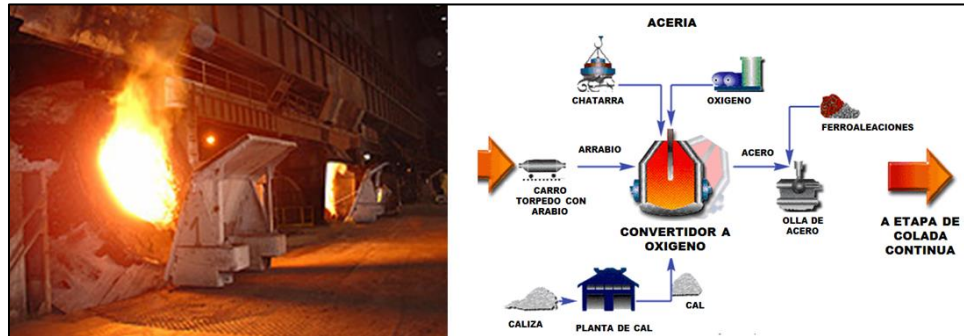 ACERIA
CHATARRA
OXIGENO
FERROALEACIONES
ARRABIO
ACERO
CARRO
TORPEDO CON
ARABIO
CONVERTIDOR A
OXIGENO
OLLA DE
ACERO
A ETAPA DE
COLADA
CONTINUA
CALIZA
PLANTA DE CAL
CAL